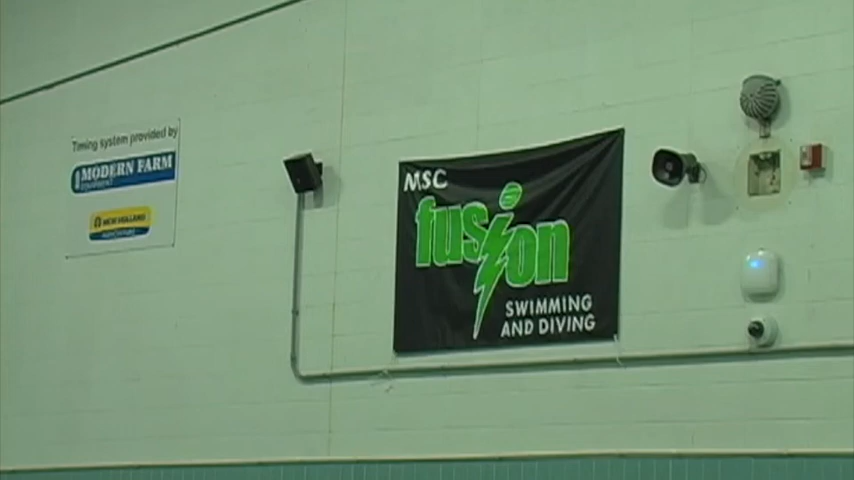 Timing system provided by
MODERN FARM
NEW HOLLAND
MSC
fusion
SWIMMING
AND DIVING